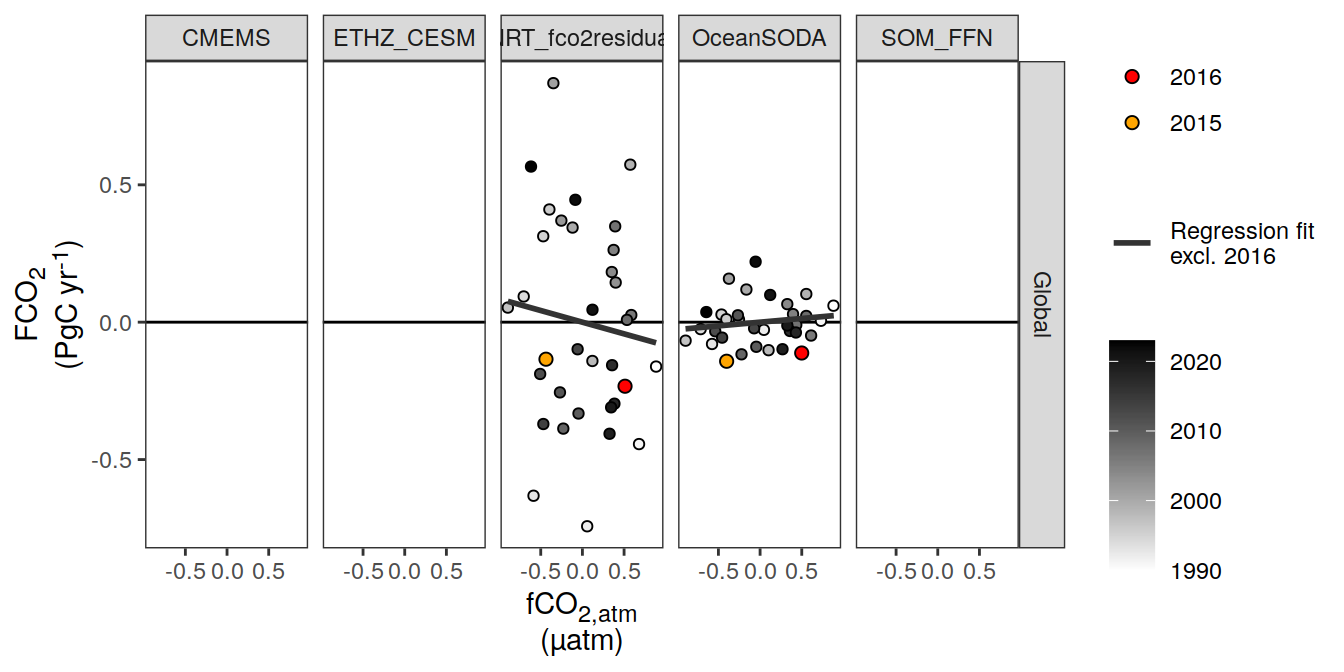 CMEMS
ETHZ_CESM
NRT_fco2residua
OceanSODA
SOM_FFN
2016
2015
Regression fit
excl. 2016
Global
FCO2
(PgC yr-1)
0.5
0.0
-0.5
2020
2010
2000
1990
-0.5 0.0 0.5
-0.5 0.0 0.5
-0.5 0.0 0.5
-0.5 0.0 0.5
-0.5 0.0 0.5
fCO2,atm
(µatm)